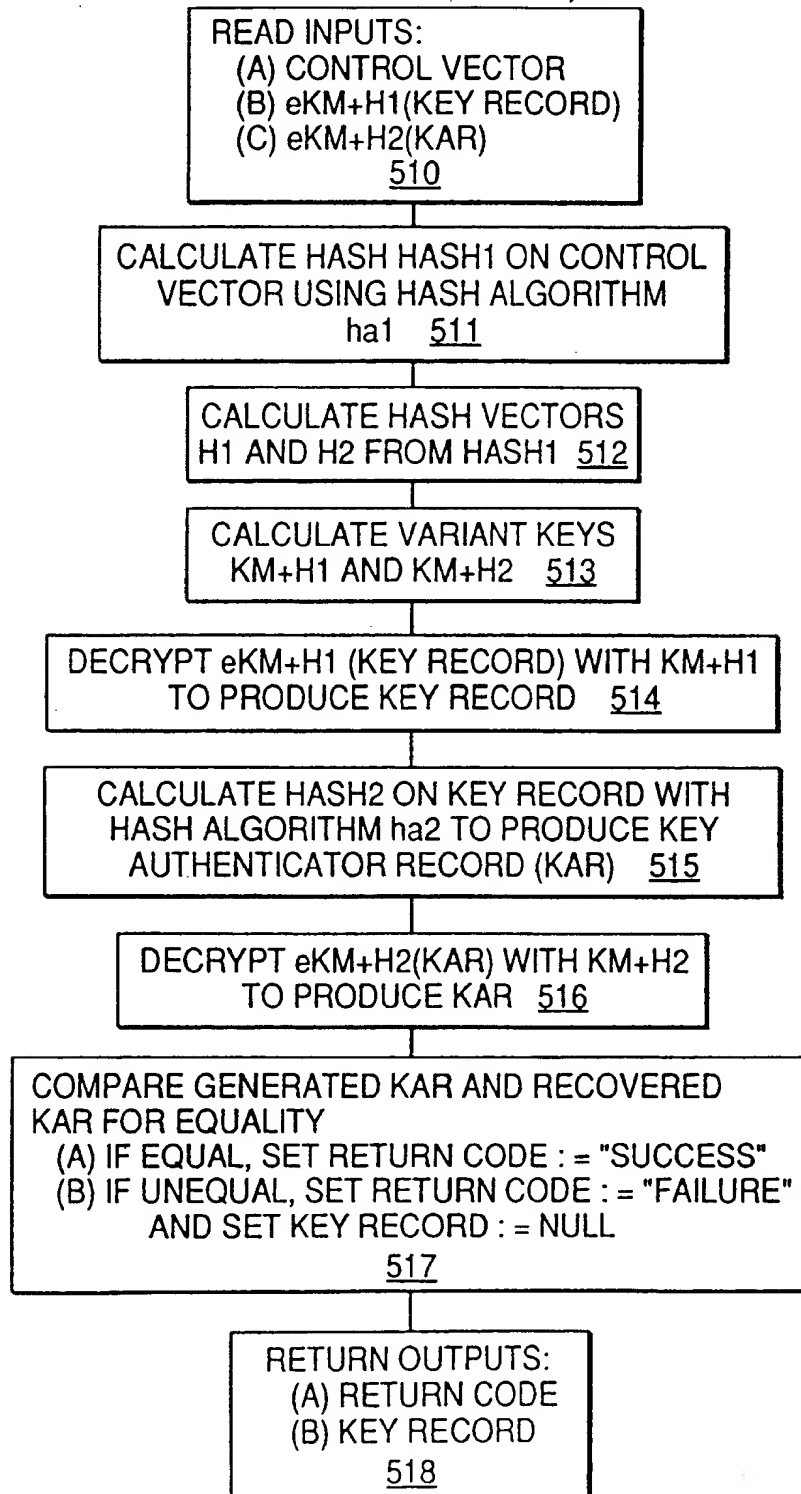 READ INPUTS:
(A) CONTROL VECTOR
(B) eKM+H1(KEY RECORD)
(C) eKM+H2(KAR)
510
CALCULATE HASH HASH1 ON CONTROL
VECTOR USING HASH ALGORITHM
ha1 511
CALCULATE HASH VECTORS
H1 AND H2 FROM HASH1 512
CALCULATE VARIANT KEYS
KM+H1 AND KM+H2 513
DECRYPT eKM+H1 (KEY RECORD) WITH KM+H1
TO PRODUCE KEY RECORD 514
CALCULATE HASH2 ON KEY RECORD WITH
HASH ALGORITHM ha2 TO PRODUCE KEY
AUTHENTICATOR RECORD (KAR) 515
DECRYPT eKM+H2(KAR) WITH KM+H2
TO PRODUCE KAR 516
COMPARE GENERATED KAR AND RECOVERED
KAR FOR EQUALITY
(A) IF EQUAL, SET RETURN CODE : = "SUCCESS"
(B) IF UNEQUAL, SET RETURN CODE : = "FAILURE"
AND SET KEY RECORD : = NULL
517
RETURN OUTPUTS:
(A) RETURN CODE
(B) KEY RECORD
518